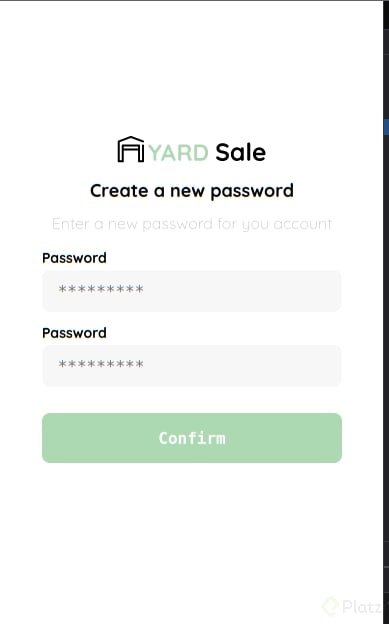 YARD Sale
Create a new password
Enter a new password for you account
Password
*********
Password
*********
Confirm
Platz